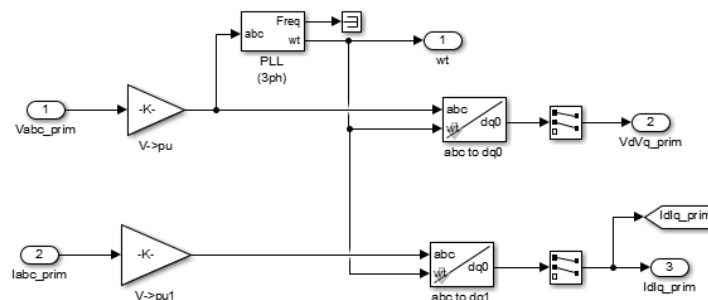 Freq
abc
wt
PLL
(3ph)
1
wt
1
Vabc_prim
-K-
V->pu
abc
wt
dq0
abc to dq0
2
VdVq_prim
IdIq_prim
2
Iabc_prim
-K-
V->pu1
abc
wt
dq0
abc to dq1
3
IdIq_prim